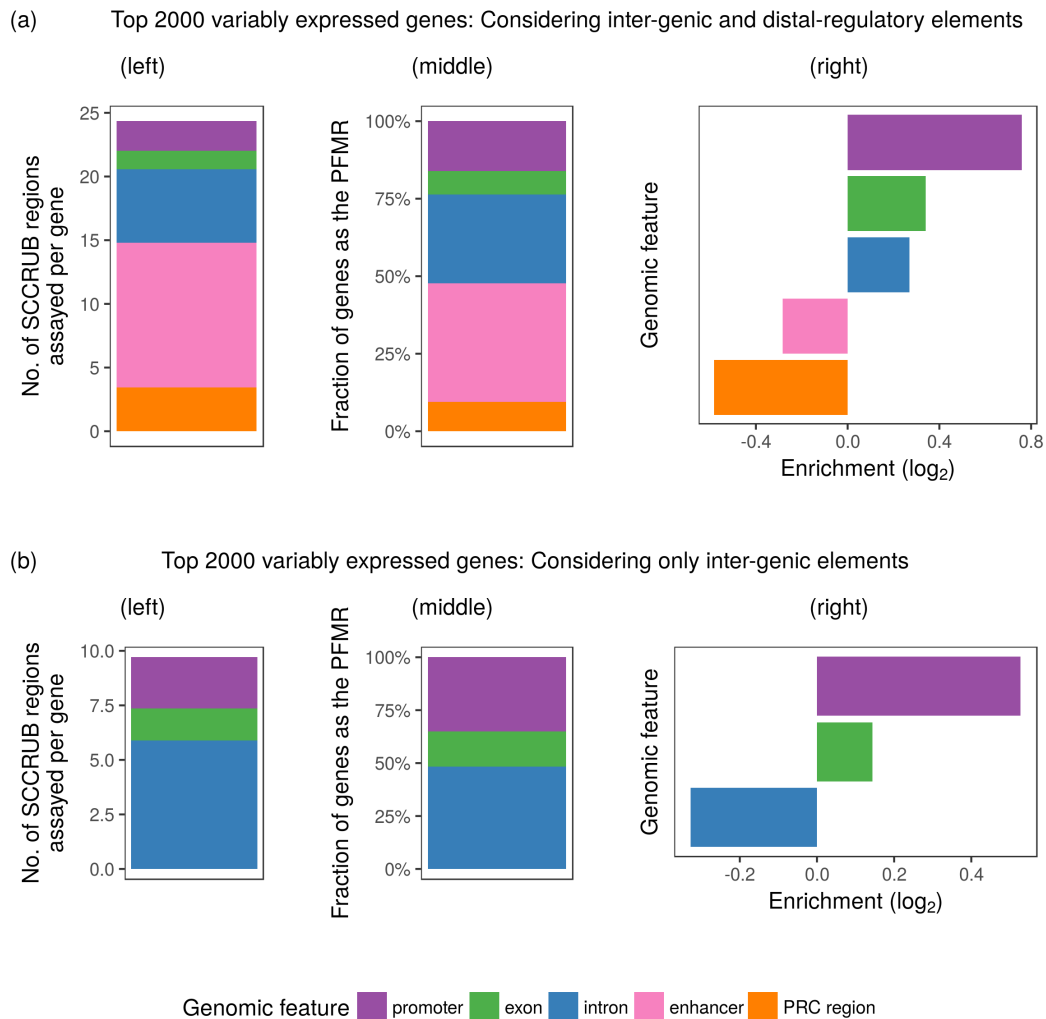 (a) Top 2000 variably expressed genes: Considering inter-genic and distal-regulatory elements
(left)
(middle)
(right)
No. of SCCRUB regions
assayed per gene
25
20
15
10
5
0
Fraction of genes as the PFMR
100%
75%
50%
25%
0%
Genomic feature
-0.4 0.0 0.4 0.8
Enrichment (log2)
(b) Top 2000 variably expressed genes: Considering only inter-genic elements
(left)
(middle)
(right)
No. of SCCRUB regions
assayed per gene
10.0
7.5
5.0
2.5
0.0
Fraction of genes as the PFMR
100%
75%
50%
25%
0%
Genomic feature
-0.2 0.0 0.2 0.4
Enrichment (log2)
Genomic feature promoter exon intron enhancer PRC region